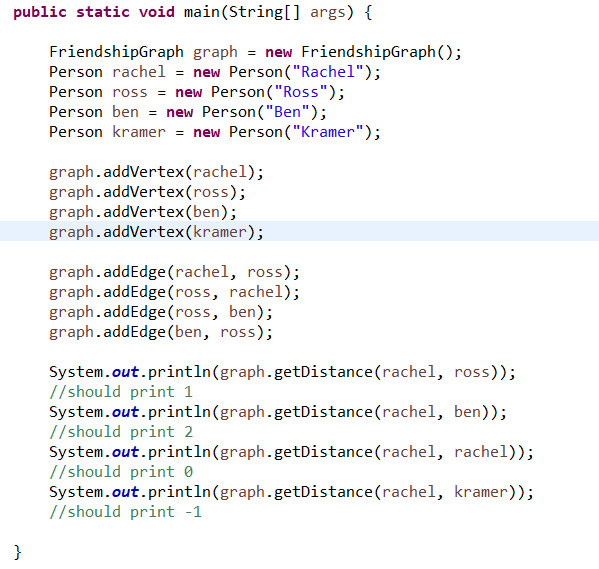 public static void main(String[] args) {
FriendshipGraph graph = new FriendshipGraph();
Person rachel = new Person("Rachel");
Person ross = new Person("Ross");
Person ben = new Person("Ben");
Person kramer = new Person("Kramer");
graph.addVertex(rachel);
graph.addVertex(ross);
graph.addVertex(ben);
graph.addVertex(kramer);
graph.addEdge(rachel, ross);
graph.addEdge(ross, rachel);
graph.addEdge(ross, ben);
graph.addEdge(ben, ross);
System.out.println(graph.getDistance(rachel, ross));
//should print 1
System.out.println(graph.getDistance(rachel, ben));
//should print 2
System.out.println(graph.getDistance(rachel, rachel));
//should print 0
System.out.println(graph.getDistance(rachel, kramer));
//should print -1
}